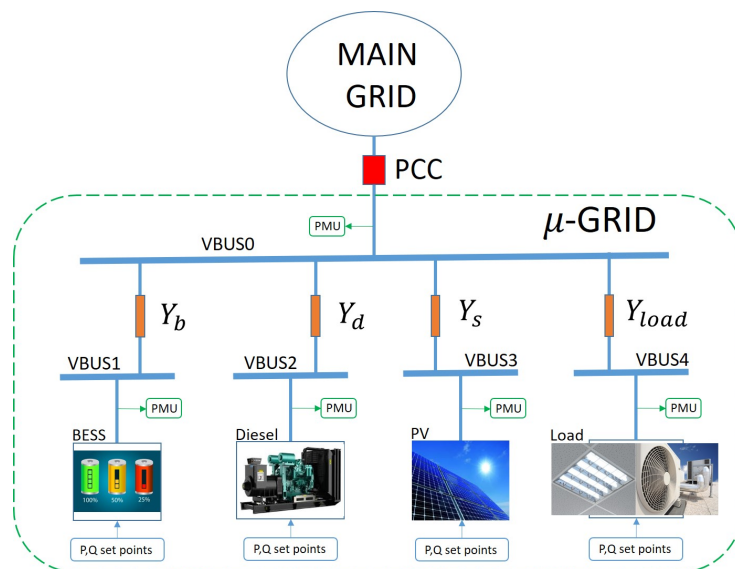 MAIN
GRID
PCC
μ-GRID
PMU
VBUS0
Y_b
Y_d
Y_s
Y_load
VBUS1
VBUS2
VBUS3
VBUS4
PMU
PMU
PMU
PMU
BESS
Diesel
PV
Load
100%
50%
25%
P,Q set points
P,Q set points
P,Q set points
P,Q set points